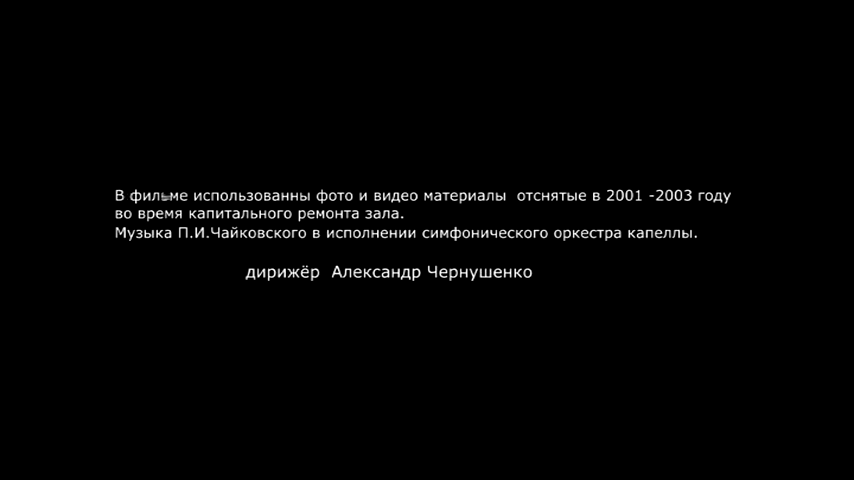 В фильме использованны фото и видео материалы отснятые в 2001 -2003 году
во время капитального ремонта зала.
Музыка П.И.Чайковского в исполнении симфонического оркестра капеллы.
дирижёр Александр Чернушенко